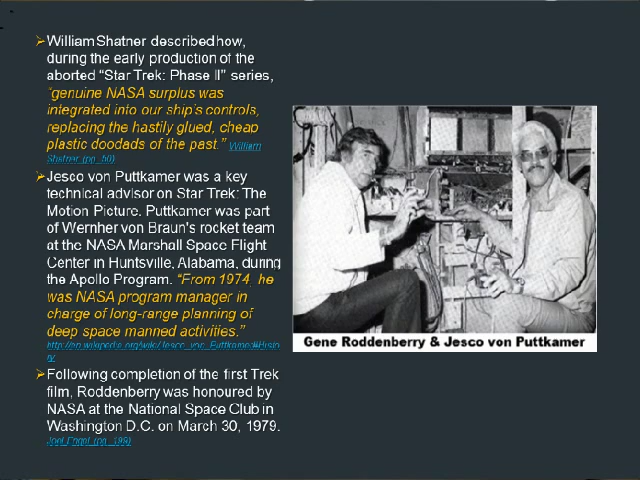 ➢William Shatner described how,
during the early production of the
aborted “Star Trek: Phase II” series,
“genuine NASA surplus was
integrated into our ship’s controls,
replacing the hastily glued, cheap
plastic doodads of the past.” William
Shatner (pg. 50)
➢Jesco von Puttkamer was a key
technical advisor on Star Trek: The
Motion Picture. Puttkamer was part
of Wernher von Braun's rocket team
at the NASA Marshall Space Flight
Center in Huntsville, Alabama, during
the Apollo Program. “From 1974, he
was NASA program manager in
charge of long-range planning of
deep space manned activities.”
http://en.wikipedia.org/wiki/Jesco_von_Puttkamer#Histo
ry
➢Following completion of the first Trek
film, Roddenberry was honoured by
NASA at the National Space Club in
Washington D.C. on March 30, 1979.
Joel Engel (pg. 199)
Gene Roddenberry & Jesco von Puttkamer